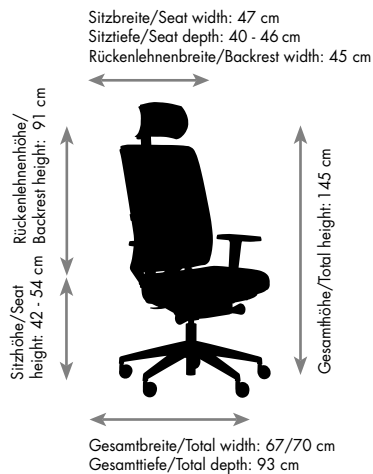 Sitzbreite/Seat width: 47 cm
Sitztiefe/Seat depth: 40 - 46 cm
Rückenlehnenbreite/Backrest width: 45 cm
Rückenlehnenhöhe/
Backrest height: 91 cm
Sitzhöhe/Seat
height: 42 - 54 cm
Gesamthöhe/Total height: 145 cm
Gesamtbreite/Total width: 67/70 cm
Gesamttiefe/Total depth: 93 cm